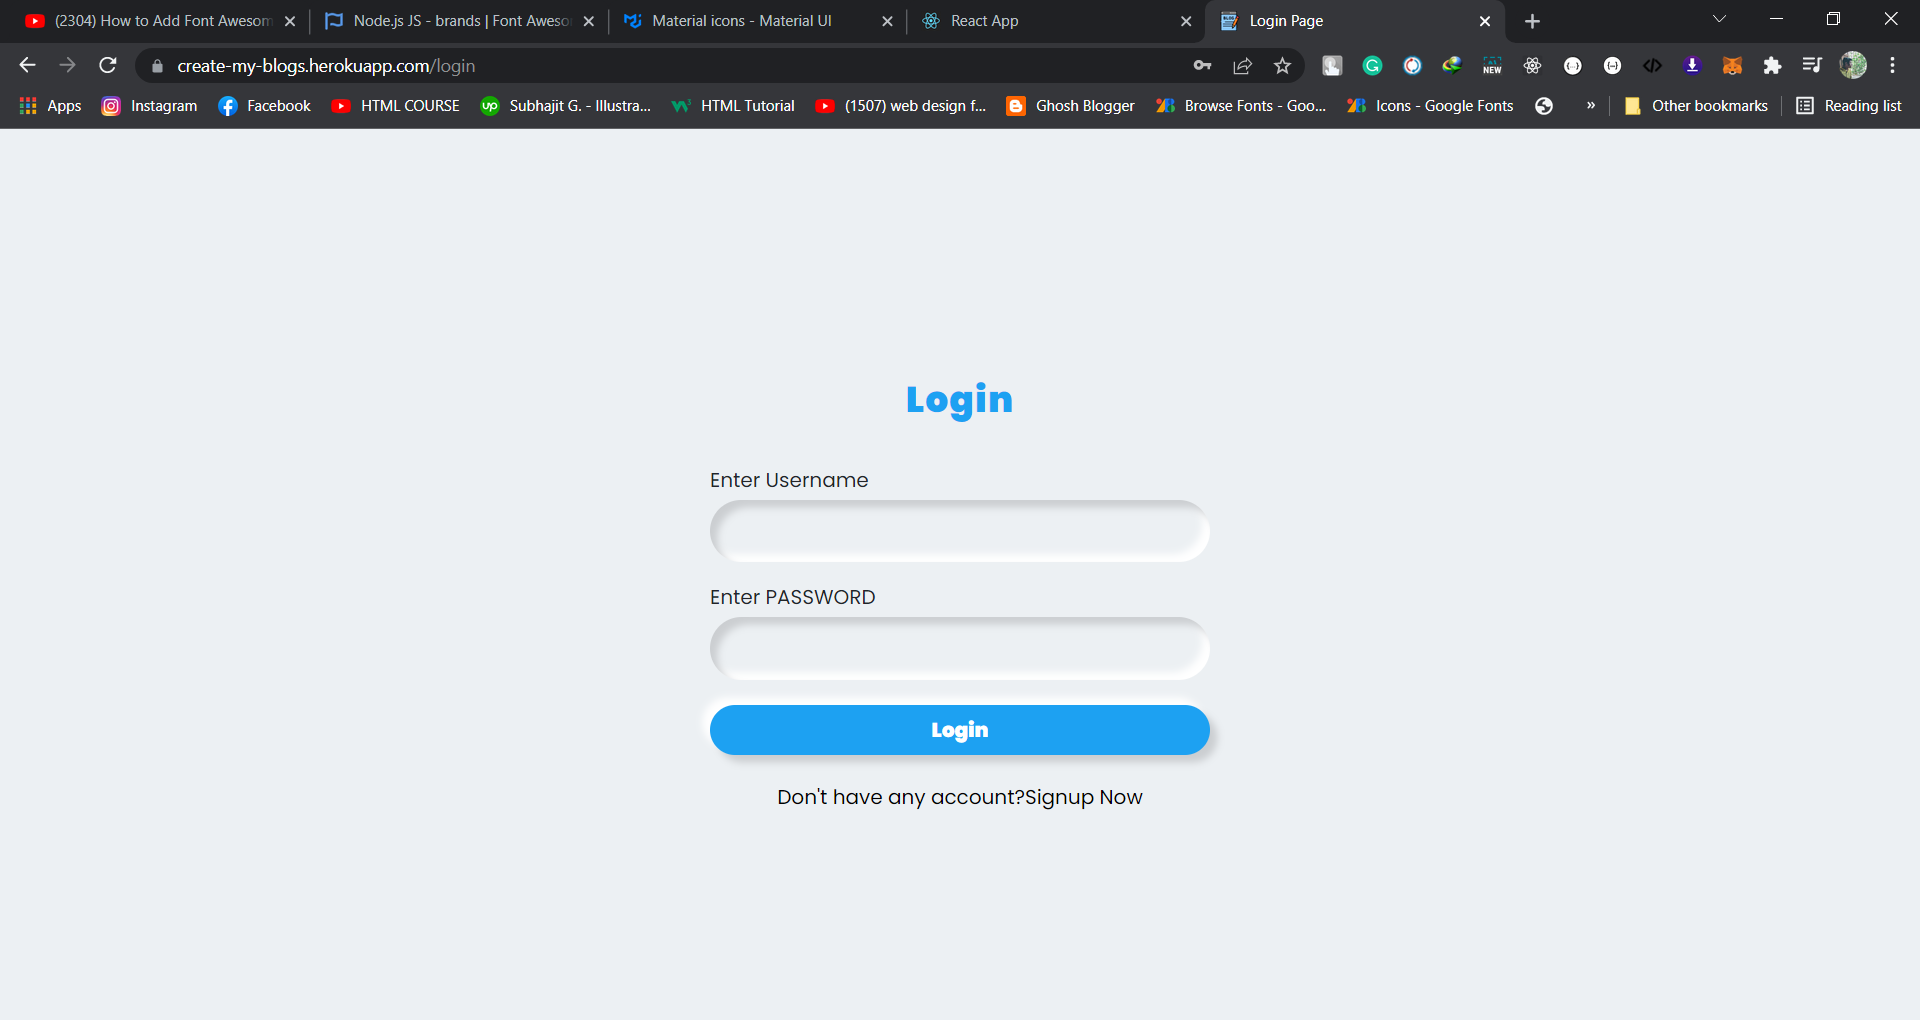 (2304) How to Add Font Awesom
Node.js JS - brands | Font Aweso
Material icons - Material UI
React App
Login Page
create-my-blogs.herokuapp.com/login
NEW
Apps
Instagram
Facebook
HTML COURSE
up
Subhajit G. - Illustra...
HTML Tutorial
(1507) web design f...
Ghosh Blogger
Browse Fonts - Goo...
Icons - Google Fonts
»
Other bookmarks
Reading list
Login
Enter Username
Enter PASSWORD
Login
Don't have any account?Signup Now